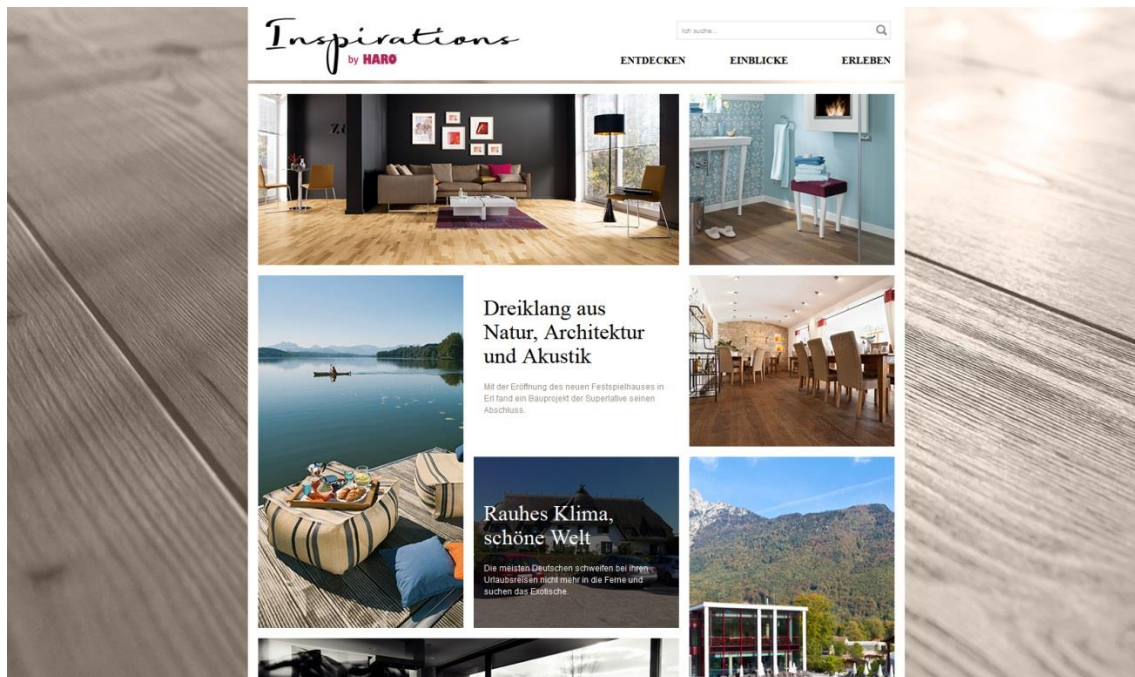 Inspirations
by HARO
Ich suche...
ENTDECKEN EINBLICKE ERLEBEN
Dreiklang aus
Natur, Architektur
und Akustik
Mit der Eröffnung des neuen Festspielhauses in
Erl fand ein Bauprojekt der Superlative seinen
Abschluss.
Rauhes Klima,
schöne Welt
Die meisten Deutschen schweifen bei ihren
Urlaubsreisen nicht mehr in die Ferne und
suchen das Exotische.